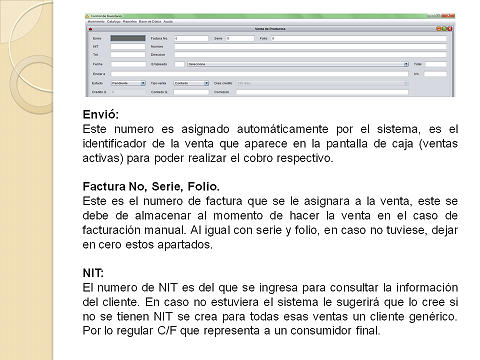 Control de Inventarios
Movimiento Catalogo Reportes Base de Datos Ayuda
Venta de Productos
Envio Factura No. 0 Serie 0 Folio 0
NIT Nombre
Tel Direccion
Fecha Empleado Seleccione Total
Enviar a
Estado Pendiente Tipo venta Contado Dias credito
Credito Q Contado Q
Envió:
Este numero es asignado automáticamente por el sistema, es el
identificador de la venta que aparece en la pantalla de caja (ventas
activas) para poder realizar el cobro respectivo.
Factura No, Serie, Folio.
Este es el numero de factura que se le asignara a la venta, este se
debe de almacenar al momento de hacer la venta en el caso de
facturación manual. Al igual con serie y folio, en caso no tuviese, dejar
en cero estos apartados.
NIT:
El numero de NIT es del que se ingresa para consultar la información
del cliente. En caso no estuviera el sistema le sugerirá que lo cree si
no se tienen NIT se crea para todas esas ventas un cliente genérico.
Por lo regular C/F que representa a un consumidor final.